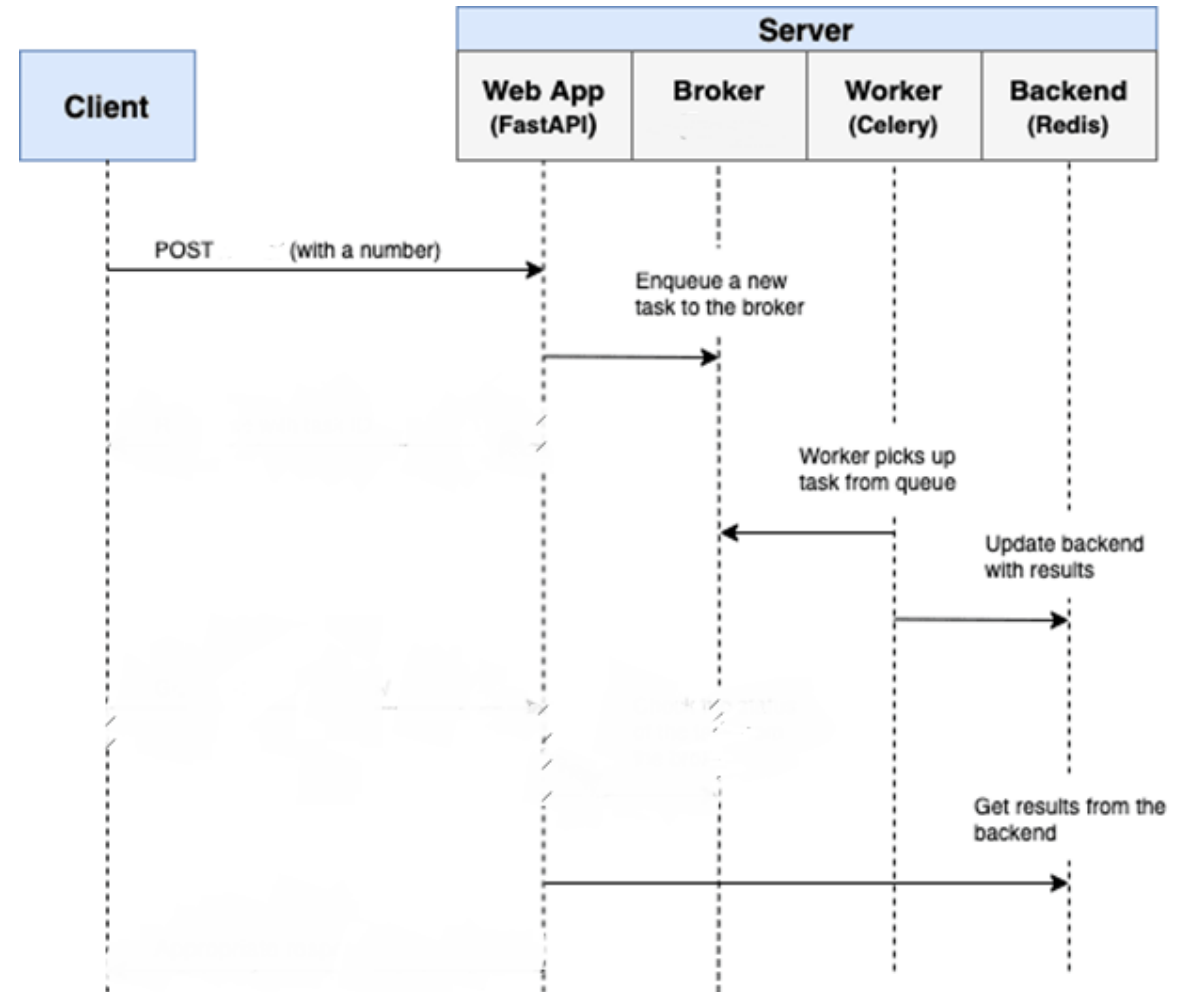 Server
Client
Web App
(FastAPI)
Broker
Worker
(Celery)
Backend
(Redis)
POST (with a number)
Enqueue a new
task to the broker
Worker picks up
task from queue
Update backend
with results
Get results from the
backend